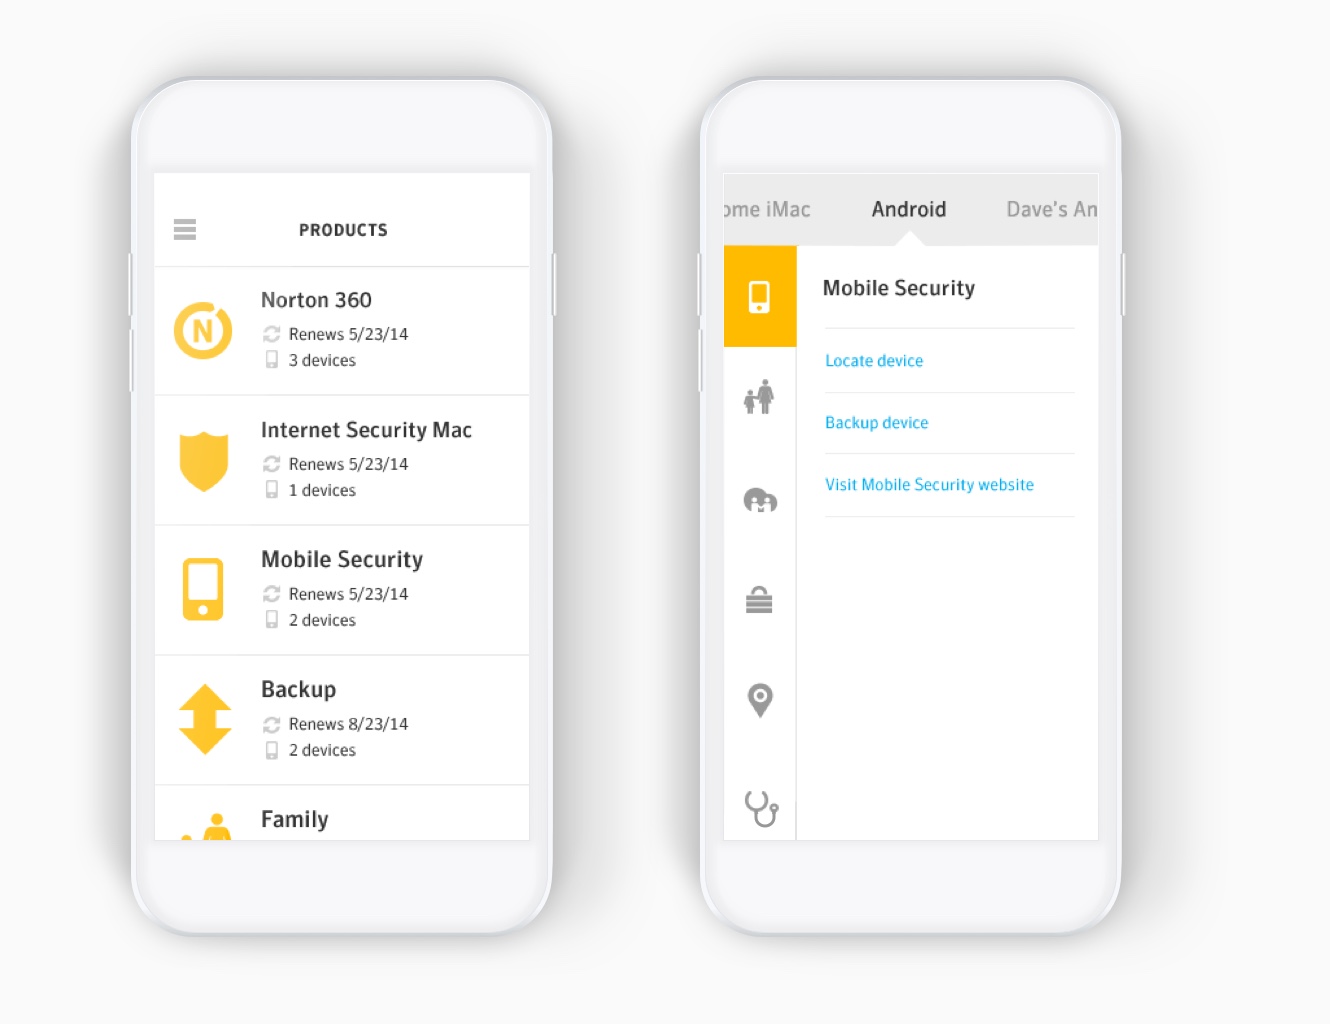 PRODUCTS
N
Norton 360
Renews 5/23/14
3 devices
Internet Security Mac
Renews 5/23/14
1 devices
Mobile Security
Renews 5/23/14
2 devices
Backup
Renews 8/23/14
2 devices
Family
ome iMac Android Dave's An
Mobile Security
Locate device
Backup device
Visit Mobile Security website